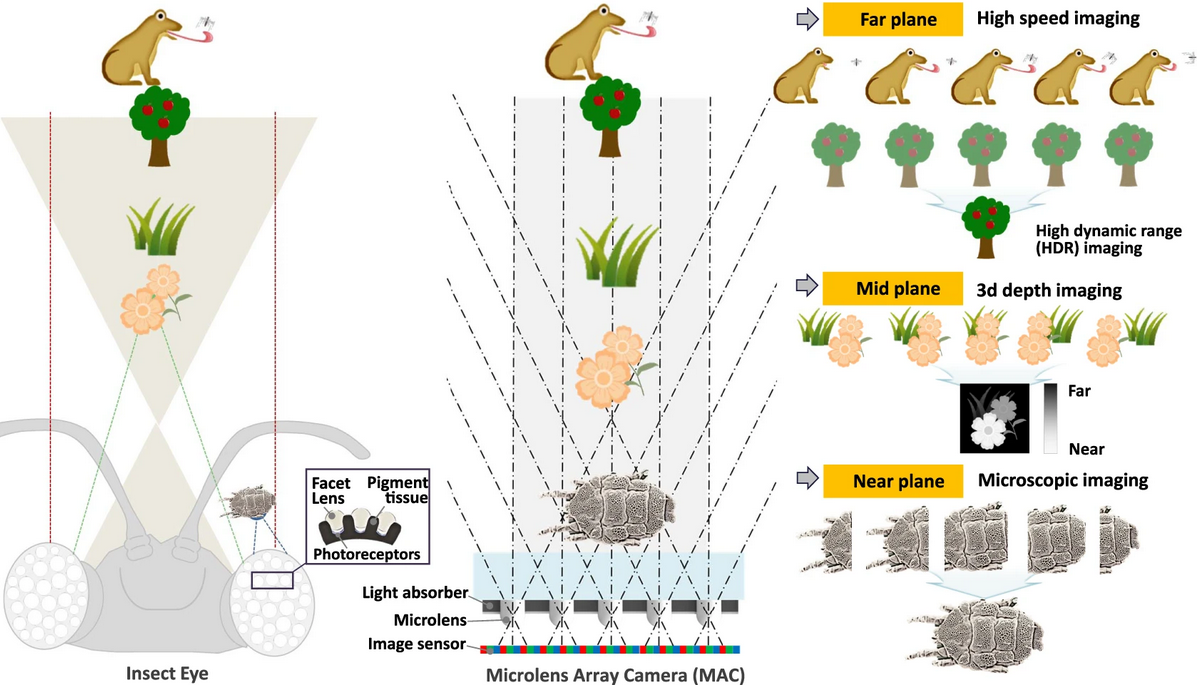 Far plane
High speed imaging
High dynamic range
(HDR) imaging
Mid plane
3d depth imaging
Far
Near
Near plane
Microscopic imaging
Facet
Lens
Pigment
tissue
Photoreceptors
Light absorber
Microlens
Image sensor
Insect Eye
Microlens Array Camera (MAC)